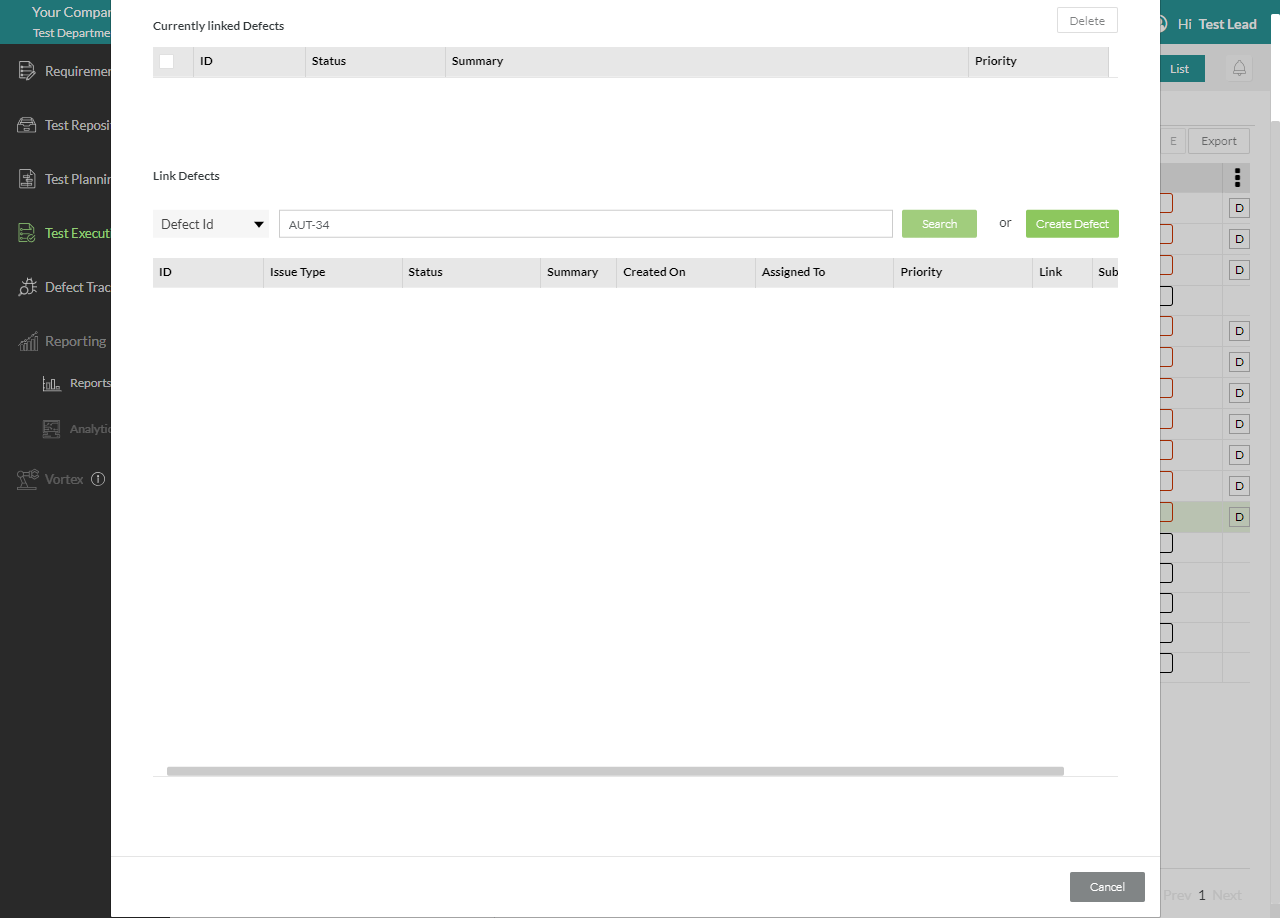 Your Compar
Test Departme
Hi Test Lead
Requiremer
Test Reposi
Test Plannir
Test Executi
Defect Trac
Reporting
Reports
Analytic
Vortex
Currently linked Defects
Delete
ID Status Summary Priority
Link Defects
Defect Id AUT-34 Search or Create Defect
ID Issue Type Status Summary Created On Assigned To Priority Link Sub
Cancel
List
E Export
D
D
D
D
D
D
D
D
D
D
Prev 1 Next